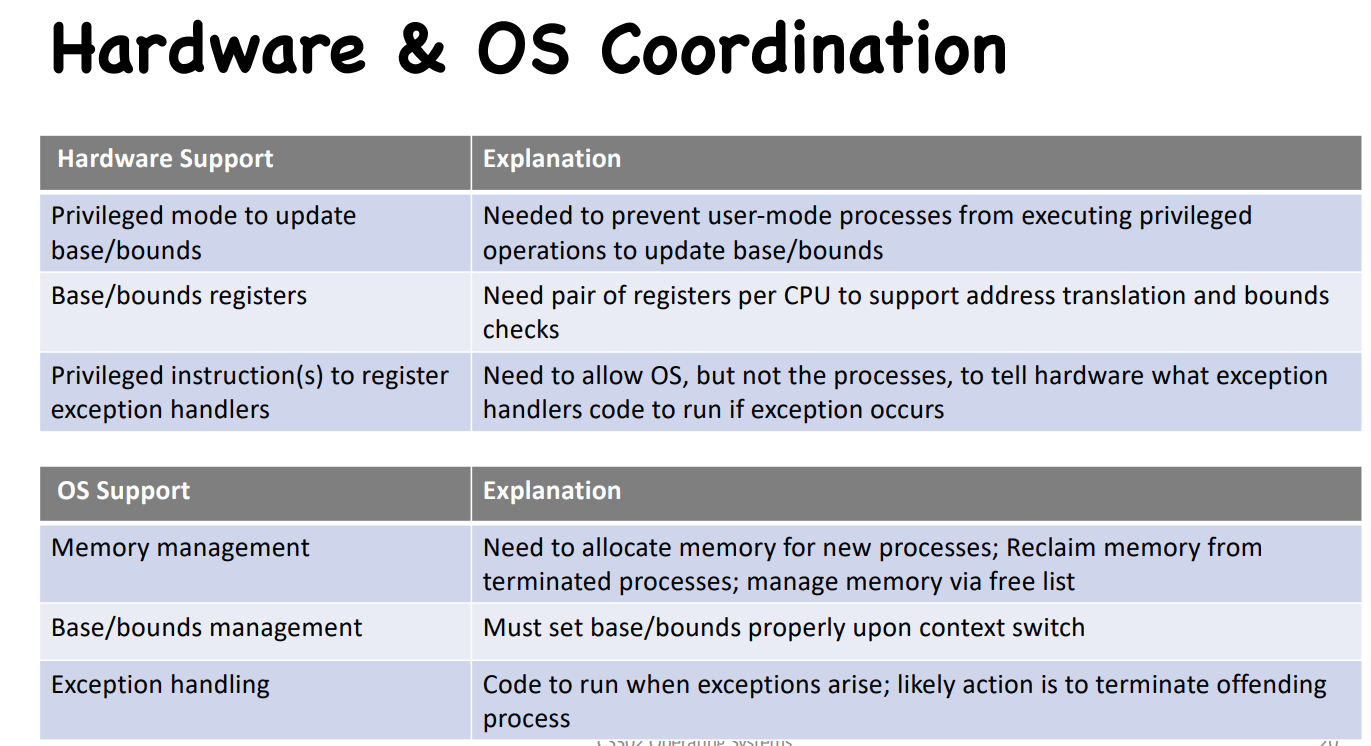 Hardware & OS Coordination
Hardware Support
Explanation
Privileged mode to update
base/bounds
Needed to prevent user-mode processes from executing privileged
operations to update base/bounds
Base/bounds registers
Need pair of registers per CPU to support address translation and bounds
checks
Privileged instruction(s) to register
exception handlers
Need to allow OS, but not the processes, to tell hardware what exception
handlers code to run if exception occurs
OS Support
Explanation
Memory management
Need to allocate memory for new processes; Reclaim memory from
terminated processes; manage memory via free list
Base/bounds management
Must set base/bounds properly upon context switch
Exception handling
Code to run when exceptions arise; likely action is to terminate offending
process
Operating Systems